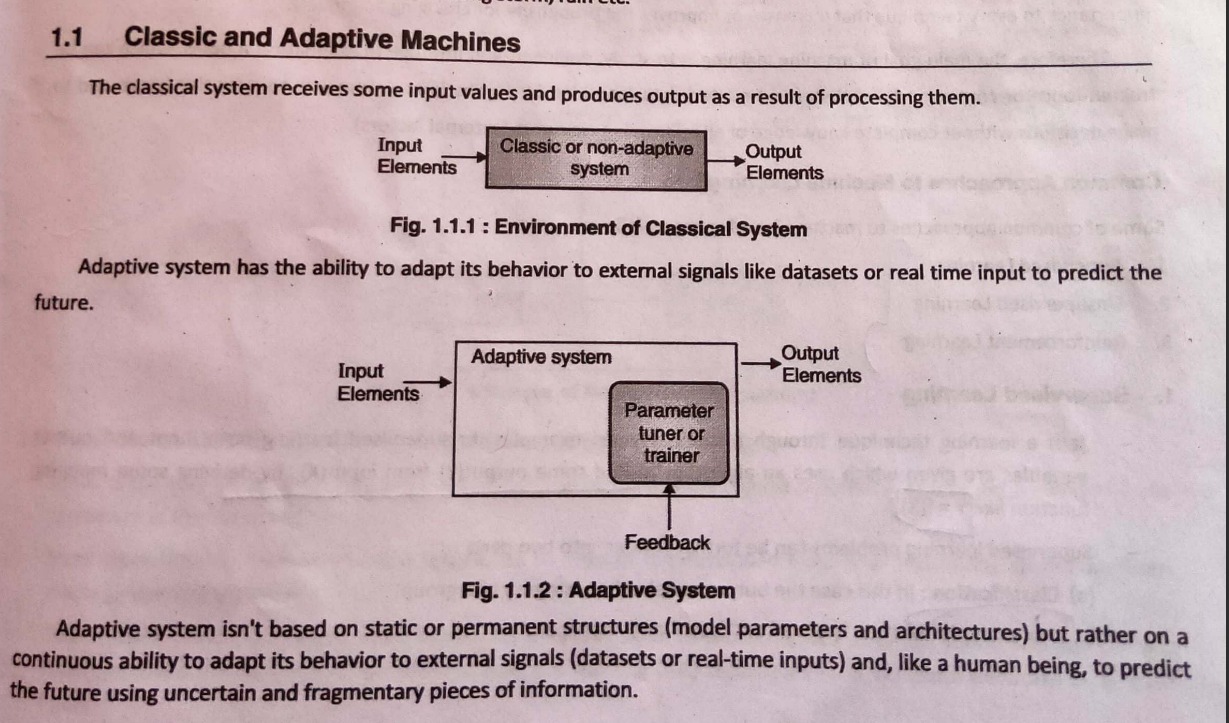 1.1 Classic and Adaptive Machines
The classical system receives some input values and produces output as a result of processing them.
Input
Elements
Classic or non-adaptive
system
Output
Elements
Fig. 1.1.1 : Environment of Classical System
Adaptive system has the ability to adapt its behavior to external signals like datasets or real time input to predict the
future.
Input
Elements
Adaptive system
Parameter
tuner or
trainer
Output
Elements
Feedback
Fig. 1.1.2 : Adaptive System
Adaptive system isn't based on static or permanent structures (model parameters and architectures) but rather on a
continuous ability to adapt its behavior to external signals (datasets or real-time inputs) and, like a human being, to predict
the future using uncertain and fragmentary pieces of information.